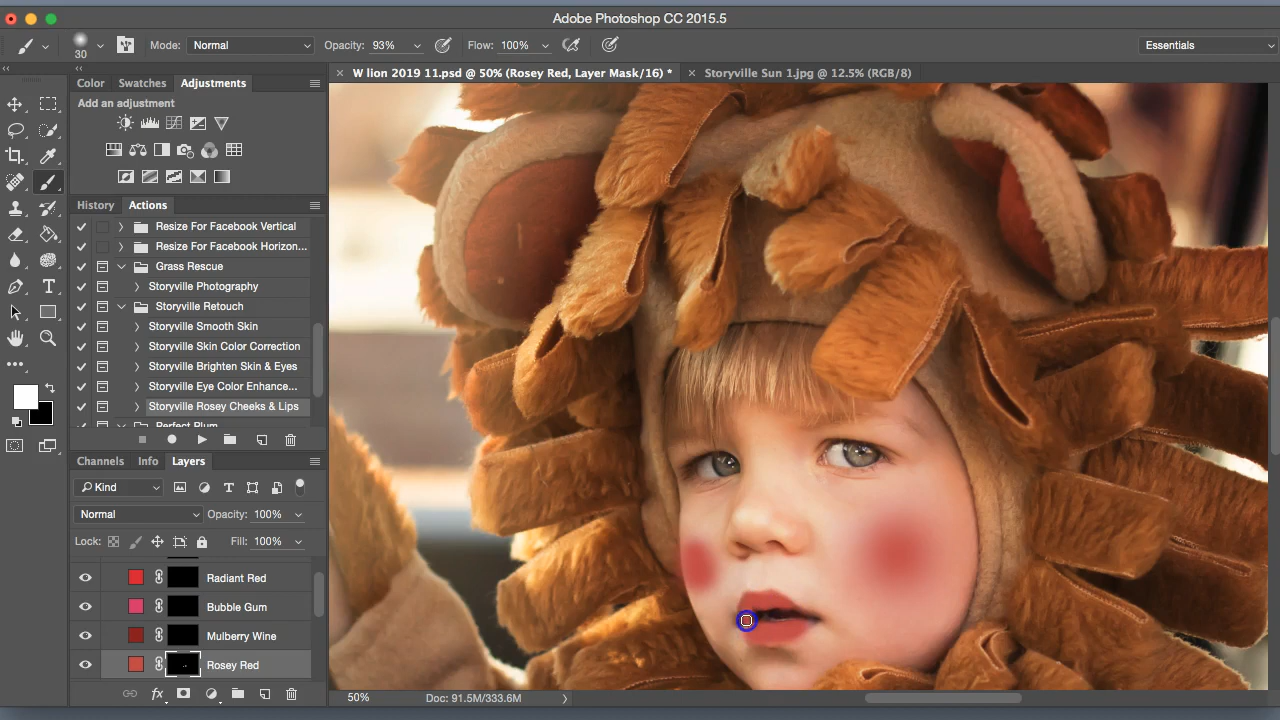 Adobe Photoshop CC 2015.5
30
Mode: Normal
Opacity: 93%
Flow: 100%
Essentials
Color Swatches Adjustments
W lion 2019 11.psd @ 50% (Rosey Red, Layer Mask/16) *
Storyville Sun 1.jpg @ 12.5% (RGB/8)
Add an adjustment
History Actions
Resize For Facebook Vertical
Resize For Facebook Horizon...
Grass Rescue
Storyville Photography
Storyville Retouch
Storyville Smooth Skin
Storyville Skin Color Correction
Storyville Brighten Skin & Eyes
Storyville Eye Color Enhance...
Storyville Rosey Cheeks & Lips
Perfect Plum
Channels Info Layers
Kind
Normal
Opacity: 100%
Lock:
Fill: 100%
Radiant Red
Bubble Gum
Mulberry Wine
Rosey Red
fx
50%
Doc: 91.5M/333.6M